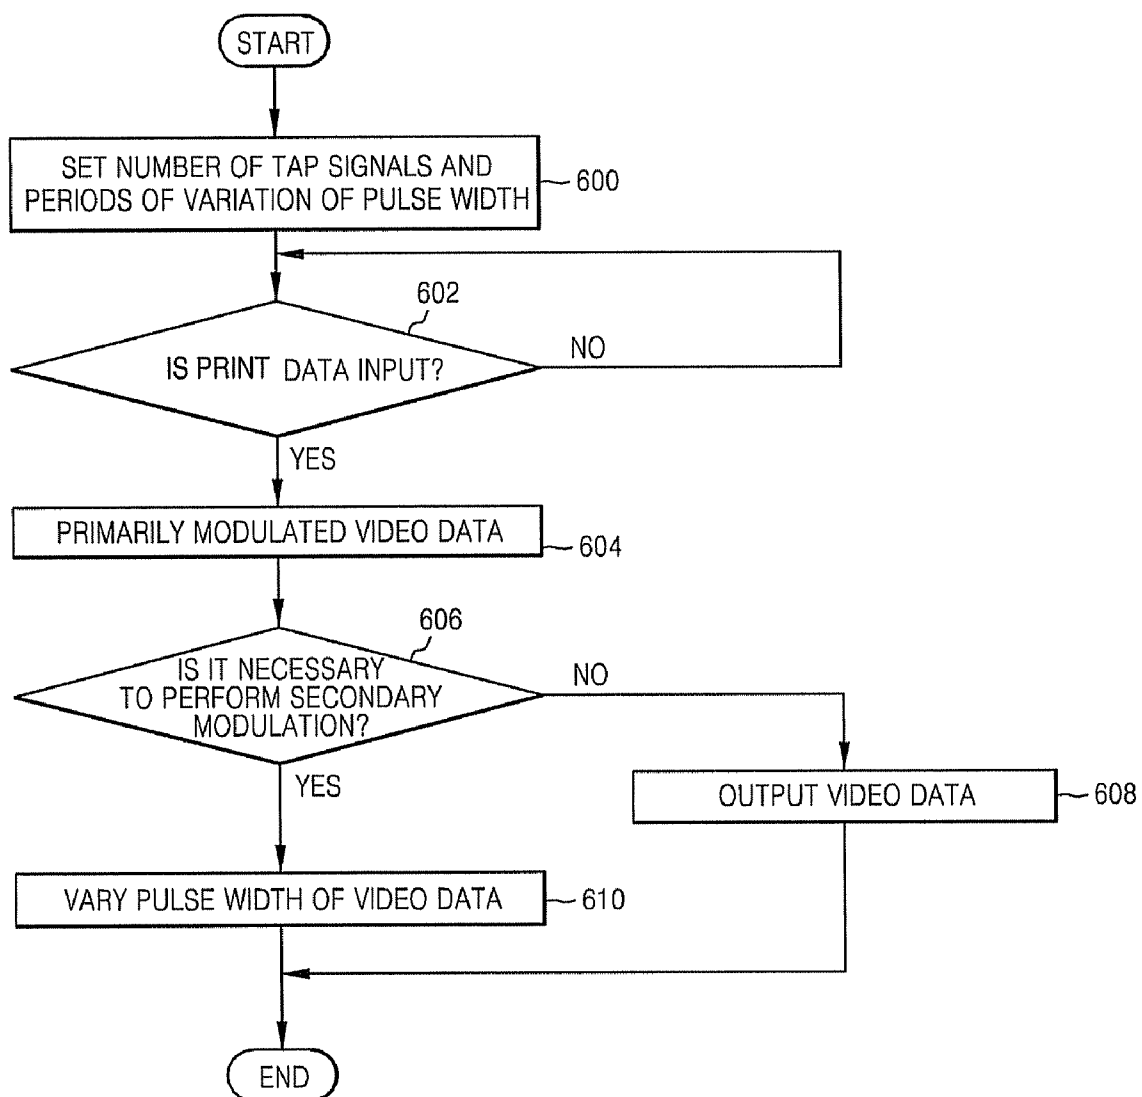 START
SET NUMBER OF TAP SIGNALS AND
PERIODS OF VARIATION OF PULSE WIDTH
600
602
IS PRINT DATA INPUT?
NO
YES
PRIMARILY MODULATED VIDEO DATA
604
606
IS IT NECESSARY
TO PERFORM SECONDARY
MODULATION?
NO
YES
OUTPUT VIDEO DATA
608
VARY PULSE WIDTH OF VIDEO DATA
610
END